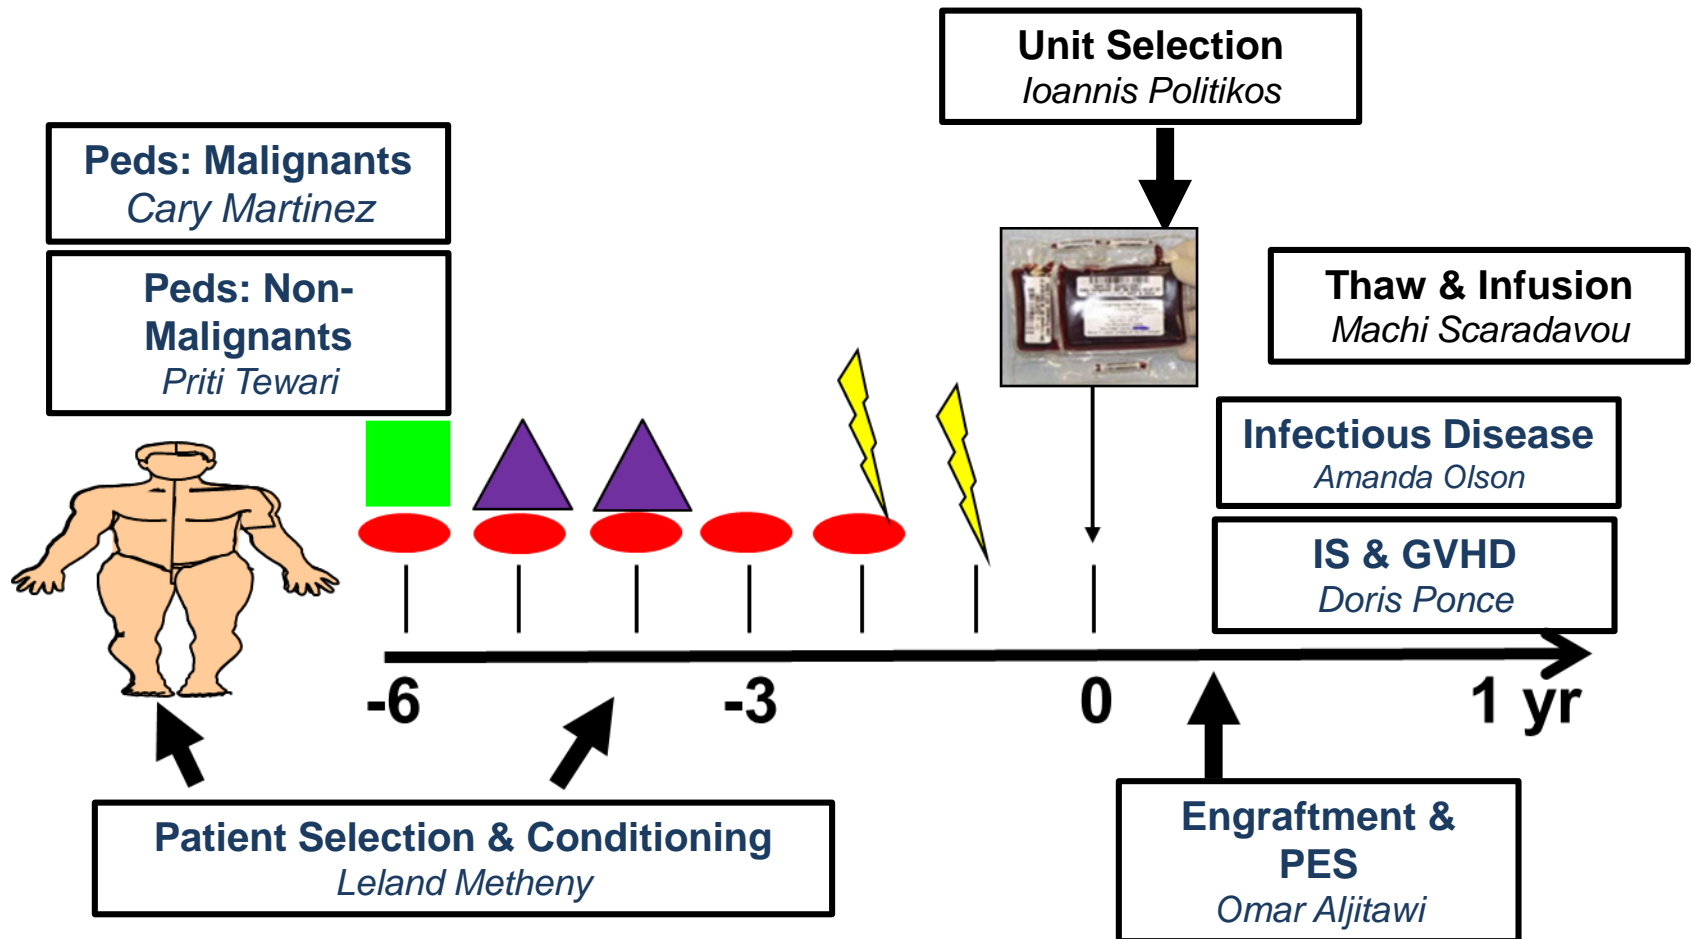 Unit Selection
Ioannis Politikos
Peds: Malignants
Cary Martinez
Peds: Non-
Malignants
Priti Tewari
Thaw & Infusion
Machi Scaradavou
Infectious Disease
Amanda Olson
IS & GVHD
Doris Ponce
-6
-3
0
1 yr
Patient Selection & Conditioning
Leland Metheny
Engraftment &
PES
Omar Aljitawi